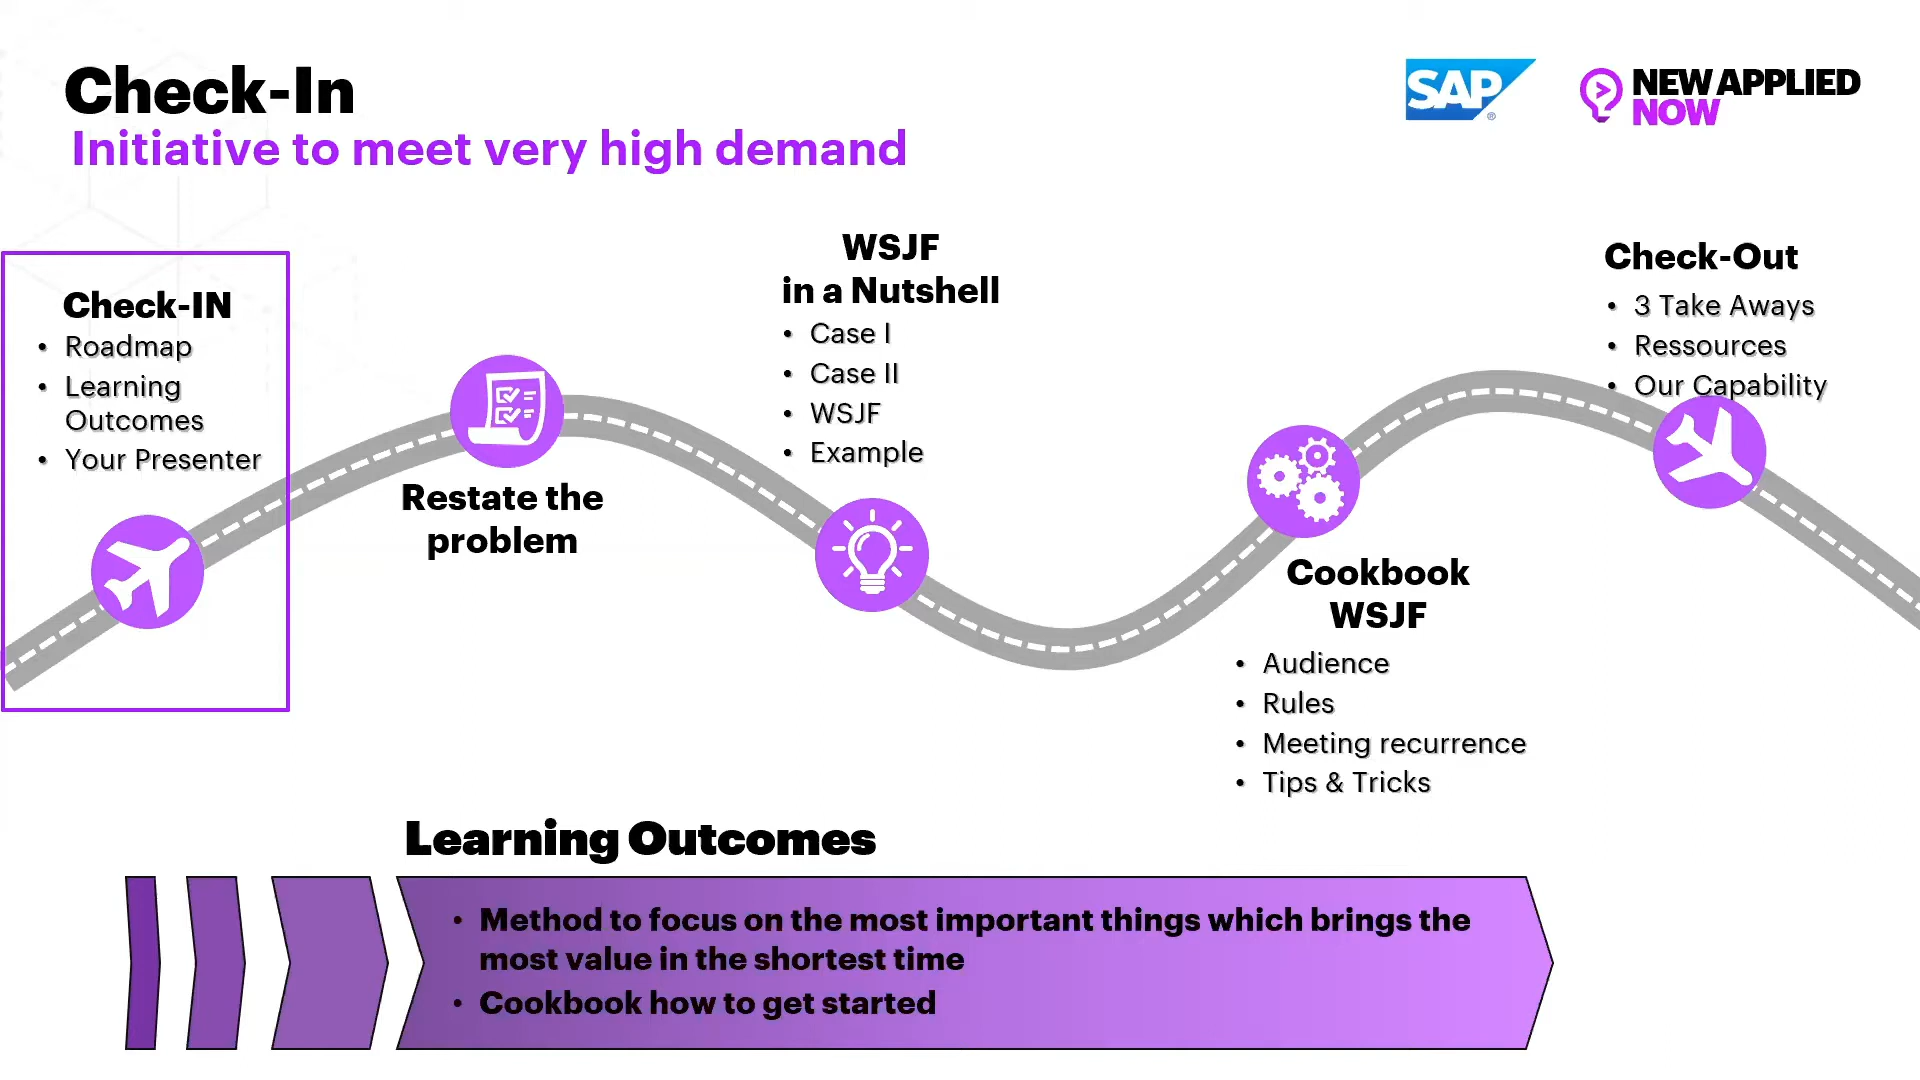 Check-In
Initiative to meet very high demand
SAP
®
NEW APPLIED
NOW
Check-IN
• Roadmap
• Learning
Outcomes
• Your Presenter
Restate the
problem
WSJF
in a Nutshell
• Case I
• Case II
• WSJF
• Example
Cookbook
WSJF
• Audience
• Rules
• Meeting recurrence
• Tips & Tricks
Check-Out
• 3 Take Aways
• Ressources
• Our Capability
Learning Outcomes
• Method to focus on the most important things which brings the
most value in the shortest time
• Cookbook how to get started